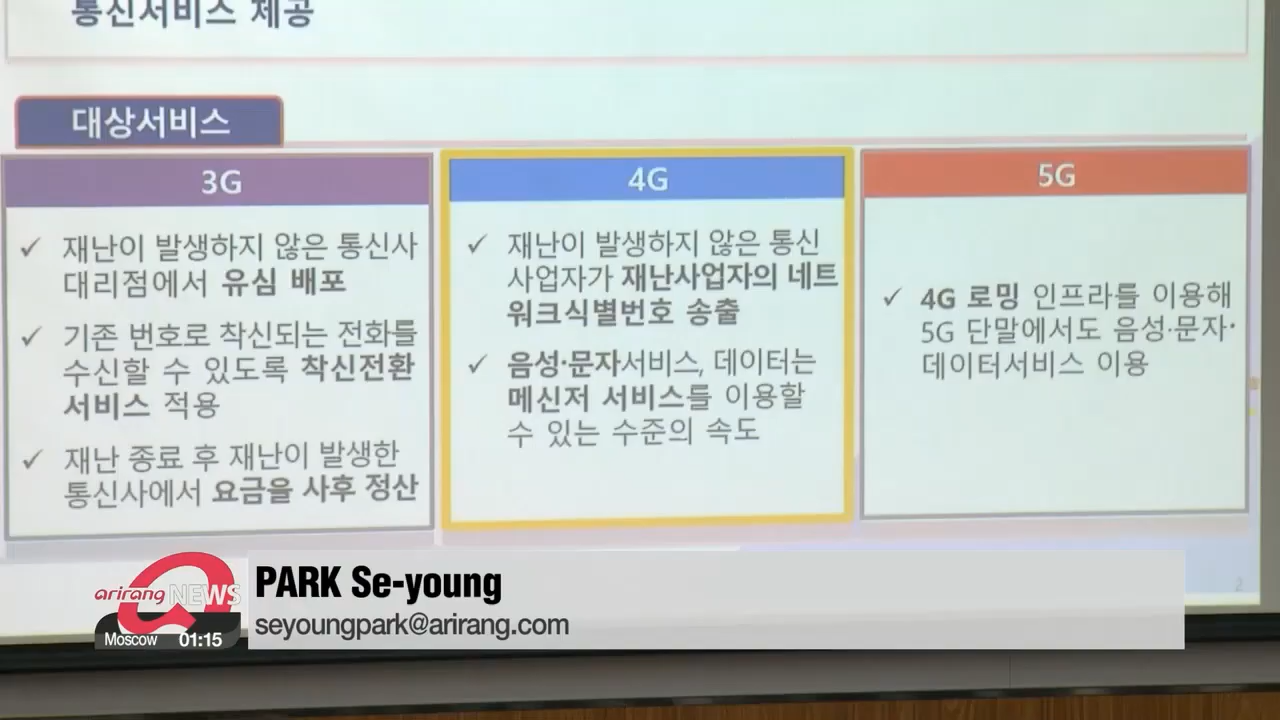 통신서비스 제공
대상서비스
3G
✓ 재난이 발생하지 않은 통신사
대리점에서 유심 배포
✓ 기존 번호로 착신되는 전화를
수신할 수 있도록 착신전환
서비스 적용
✓ 재난 종료 후 재난이 발생한
통신사에서 요금을 사후 정산
4G
✓ 재난이 발생하지 않은 통신
사업자가 재난사업자의 네트
워크식별번호 송출
✓ 음성·문자서비스, 데이터는
메신저 서비스를 이용할
수 있는 수준의 속도
5G
✓ 4G 로밍 인프라를 이용해
5G 단말에서도 음성·문자·
데이터서비스 이용
2
arirang NEWS
Moscow 01:15
PARK Se-young
seyoungpark@arirang.com